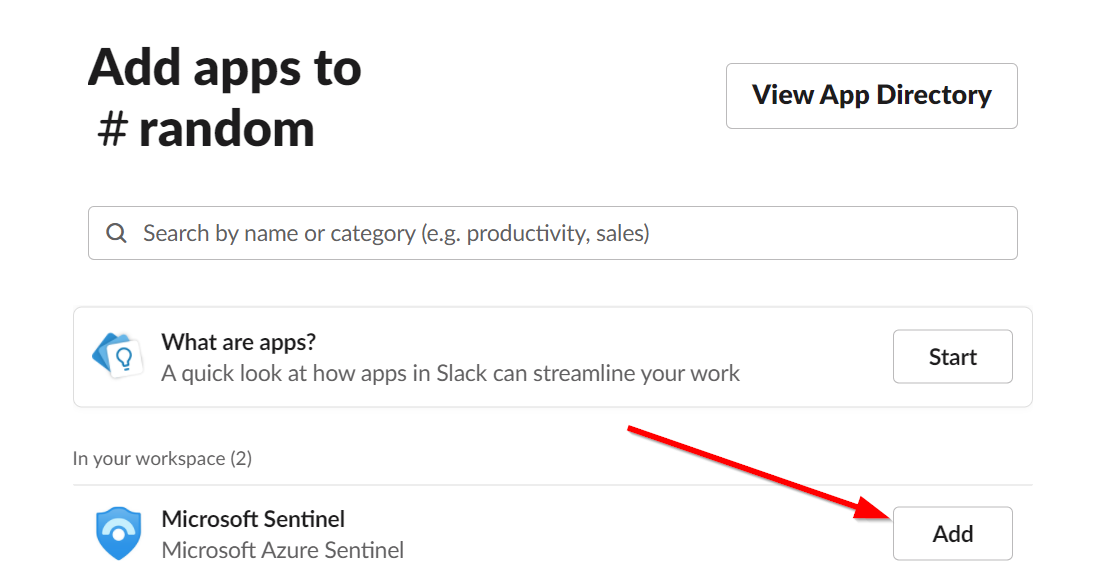 Add apps to
# random
View App Directory
Search by name or category (e.g. productivity, sales)
What are apps?
A quick look at how apps in Slack can streamline your work
Start
In your workspace (2)
Microsoft Sentinel
Microsoft Azure Sentinel
Add